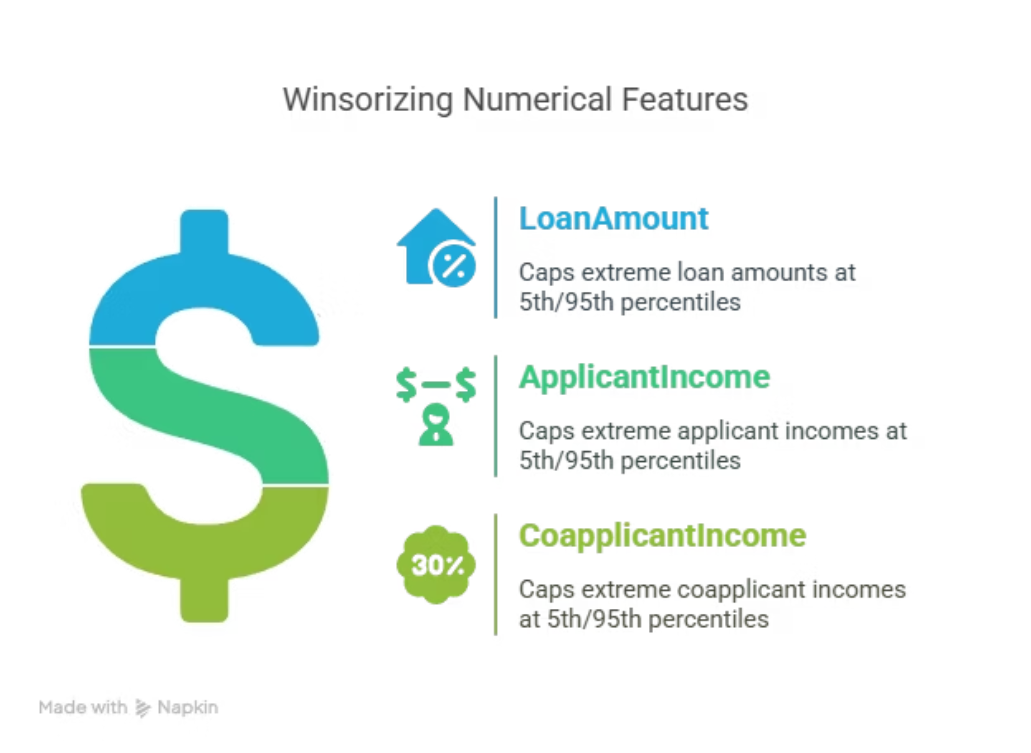 Winsorizing Numerical Features
LoanAmount
Caps extreme loan amounts at
5th/95th percentiles
$ – $
ApplicantIncome
Caps extreme applicant incomes at
5th/95th percentiles
30%
CoapplicantIncome
Caps extreme coapplicant incomes
at 5th/95th percentiles
Made with Napkin